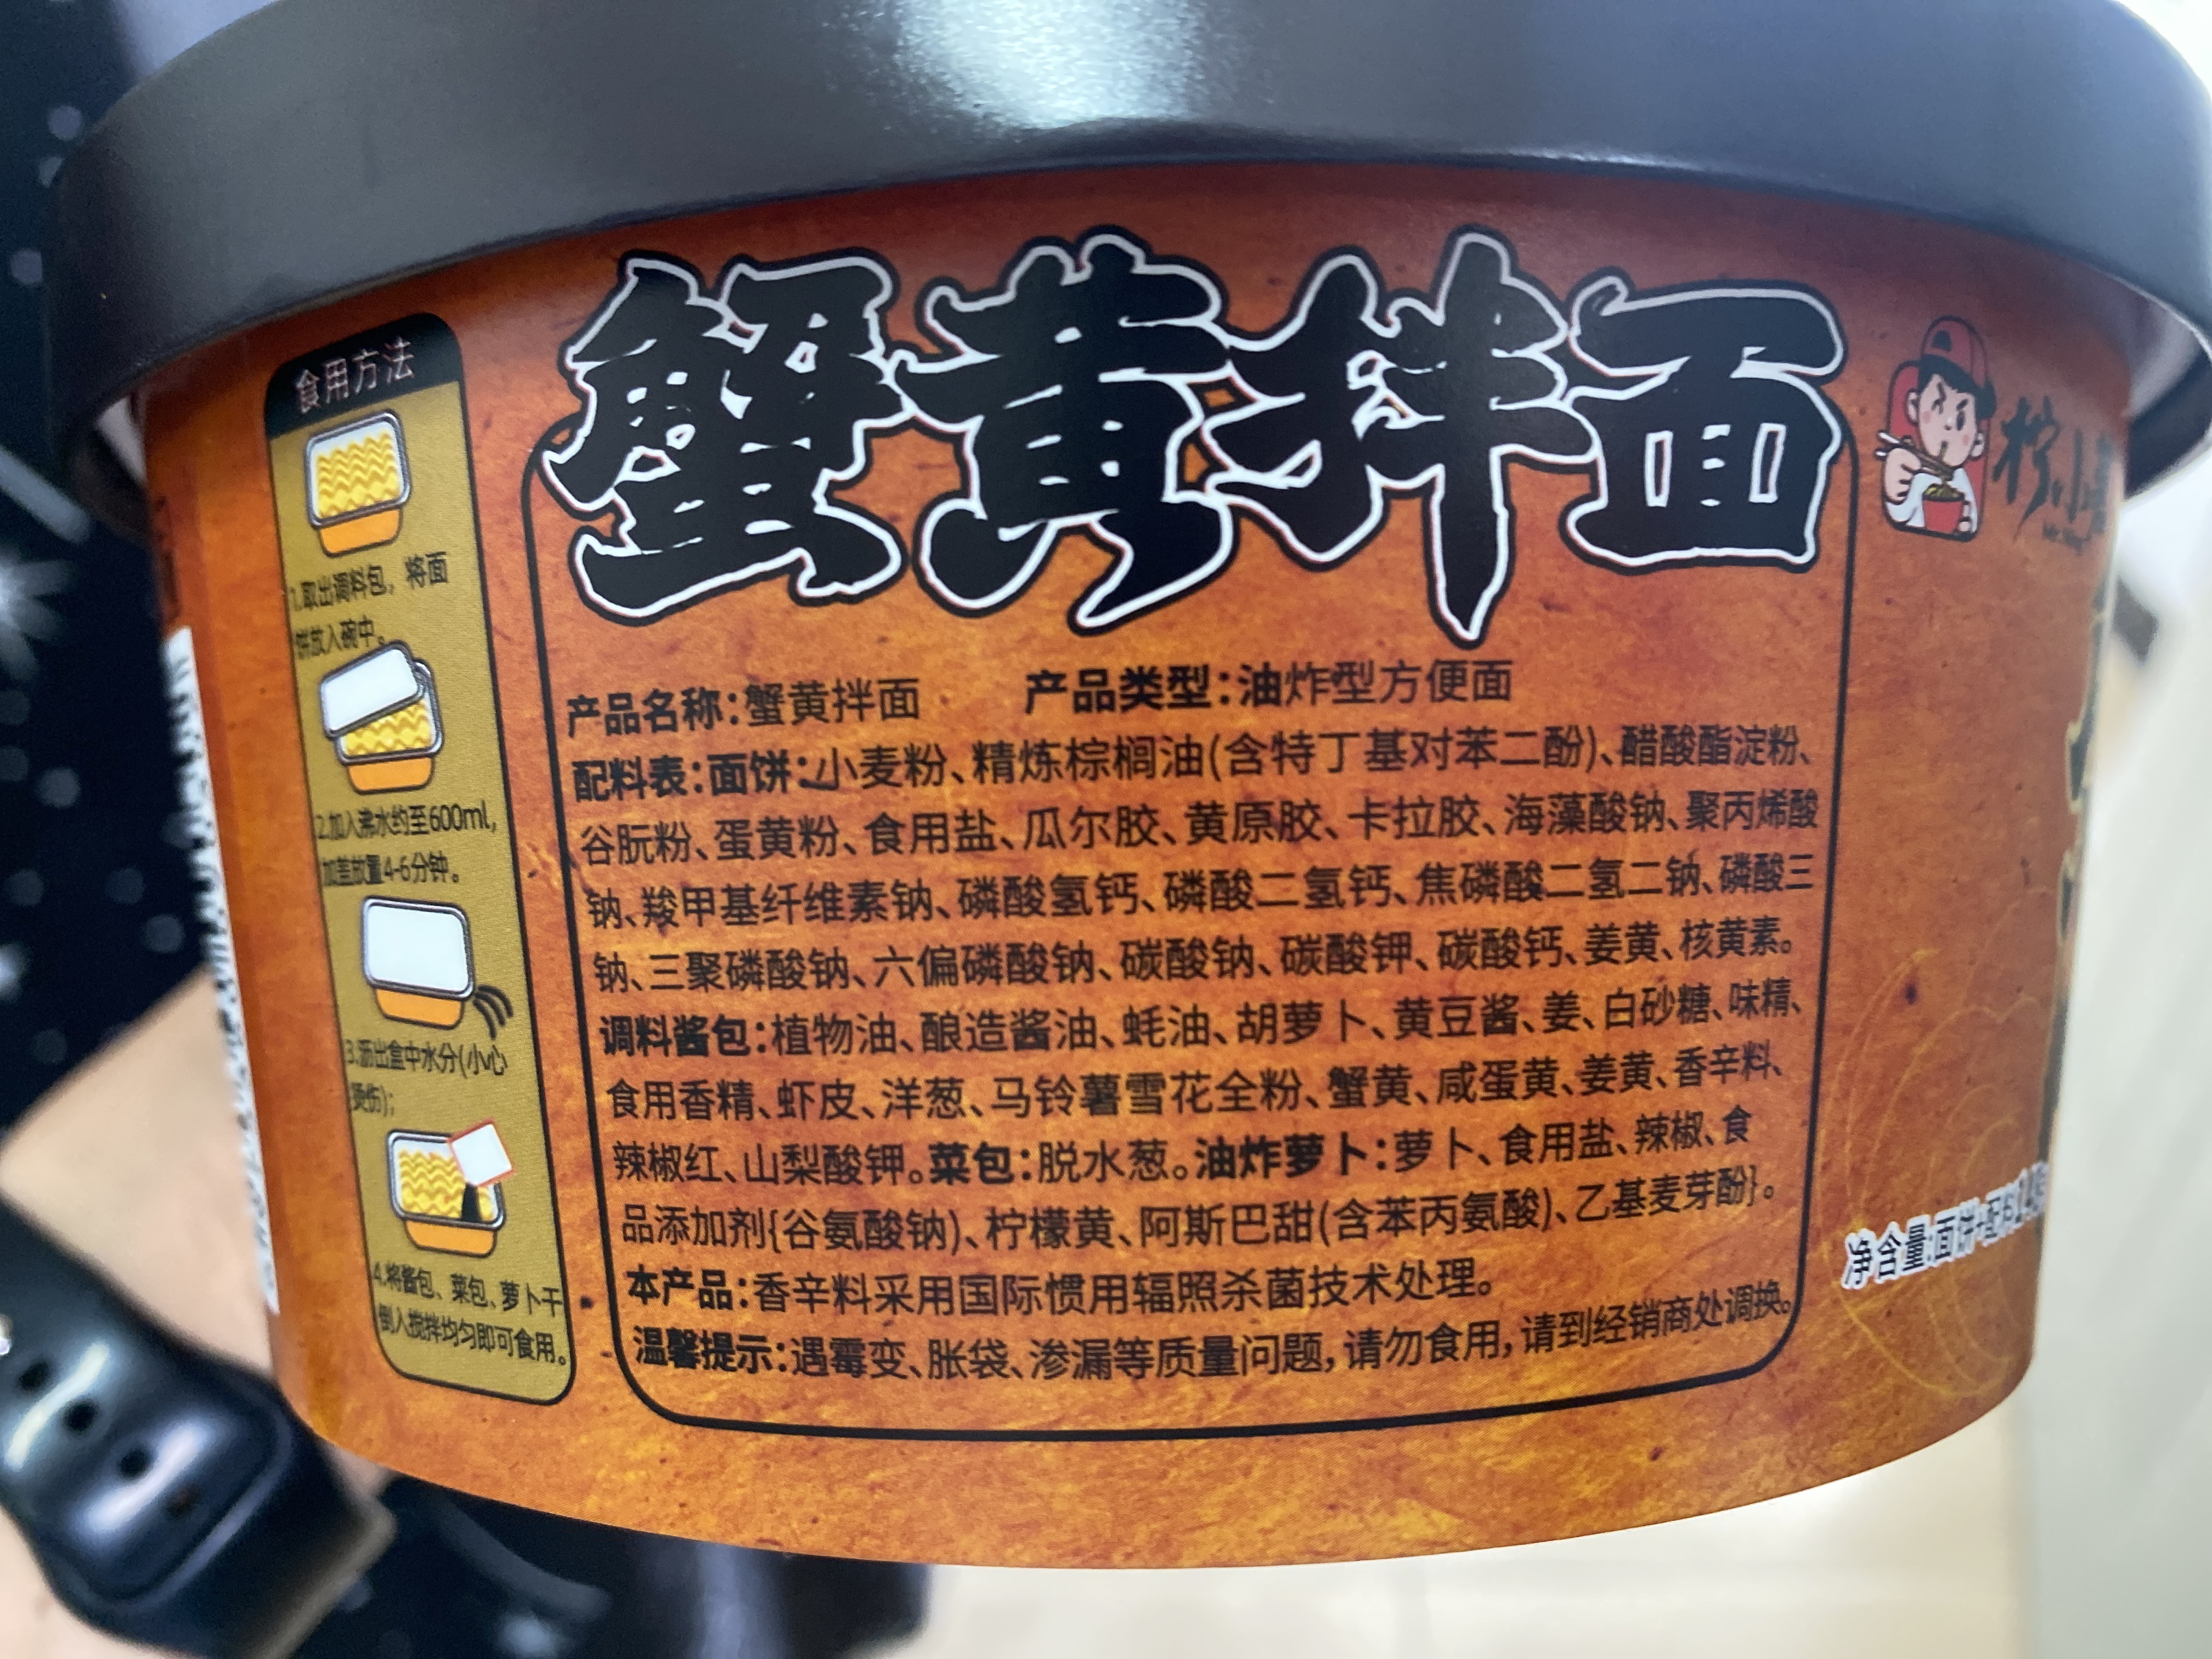 蟹黄拌面
食用方法
1.取出调料包，将面
饼放入碗中。
2.加入沸水约至600ml，
加盖放置4-6分钟。
3.沥出盒中水分(小心
烫伤)；
4.将酱包、菜包、萝卜干
倒入搅拌均匀即可食用。
产品名称：蟹黄拌面 产品类型：油炸型方便面
配料表：面饼：小麦粉、精炼棕榈油(含特丁基对苯二酚)、醋酸酯淀粉、
谷朊粉、蛋黄粉、食用盐、瓜尔胶、黄原胶、卡拉胶、海藻酸钠、聚丙烯酸
钠、羧甲基纤维素钠、磷酸氢钙、磷酸二氢钙、焦磷酸二氢二钠、磷酸三
钠、三聚磷酸钠、六偏磷酸钠、碳酸钠、碳酸钾、碳酸钙、姜黄、核黄素。
调料酱包：植物油、酿造酱油、蚝油、胡萝卜、黄豆酱、姜、白砂糖、味精、
食用香精、虾皮、洋葱、马铃薯雪花全粉、蟹黄、咸蛋黄、姜黄、香辛料、
辣椒红、山梨酸钾。菜包：脱水葱。油炸萝卜：萝卜、食用盐、辣椒、食
品添加剂{谷氨酸钠)、柠檬黄、阿斯巴甜(含苯丙氨酸)、乙基麦芽酚}。
本产品：香辛料采用国际惯用辐照杀菌技术处理。
温馨提示：遇霉变、胀袋、渗漏等质量问题，请勿食用，请到经销商处调换。
柠小
净含量：面饼+配料